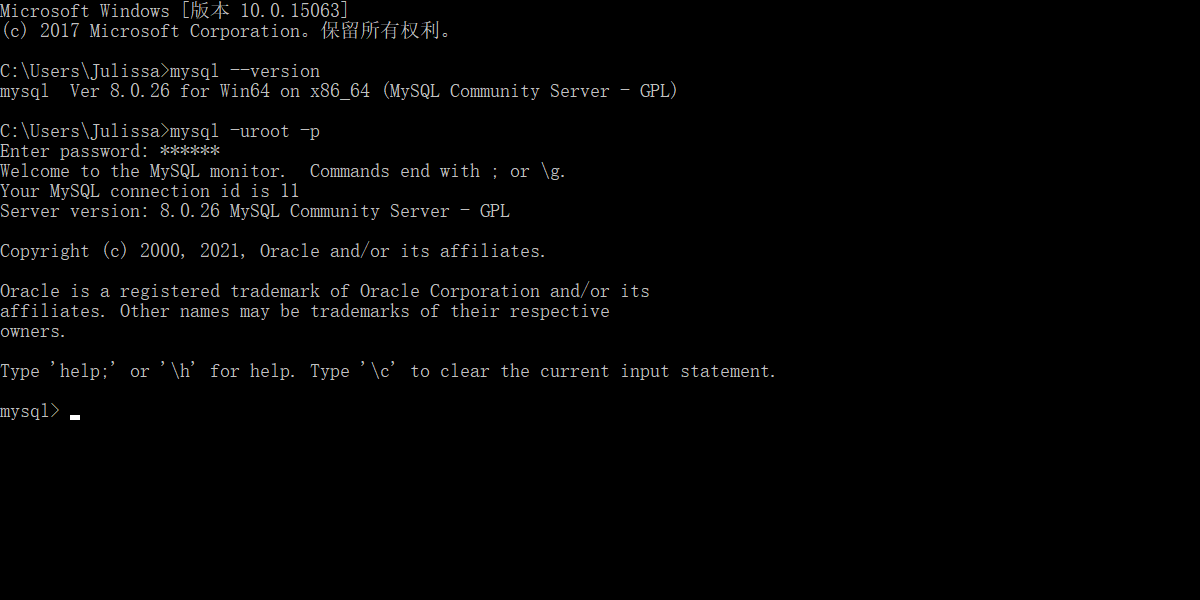 Microsoft Windows [版本 10.0.15063]
(c) 2017 Microsoft Corporation。保留所有权利。
C:\Users\Julissa>mysql --version
mysql  Ver 8.0.26 for Win64 on x86_64 (MySQL Community Server - GPL)
C:\Users\Julissa>mysql -uroot -p
Enter password: ******
Welcome to the MySQL monitor.  Commands end with ; or \g.
Your MySQL connection id is 11
Server version: 8.0.26 MySQL Community Server - GPL
Copyright (c) 2000, 2021, Oracle and/or its affiliates.
Oracle is a registered trademark of Oracle Corporation and/or its
affiliates. Other names may be trademarks of their respective
owners.
Type 'help;' or '\h' for help. Type '\c' to clear the current input statement.
mysql>